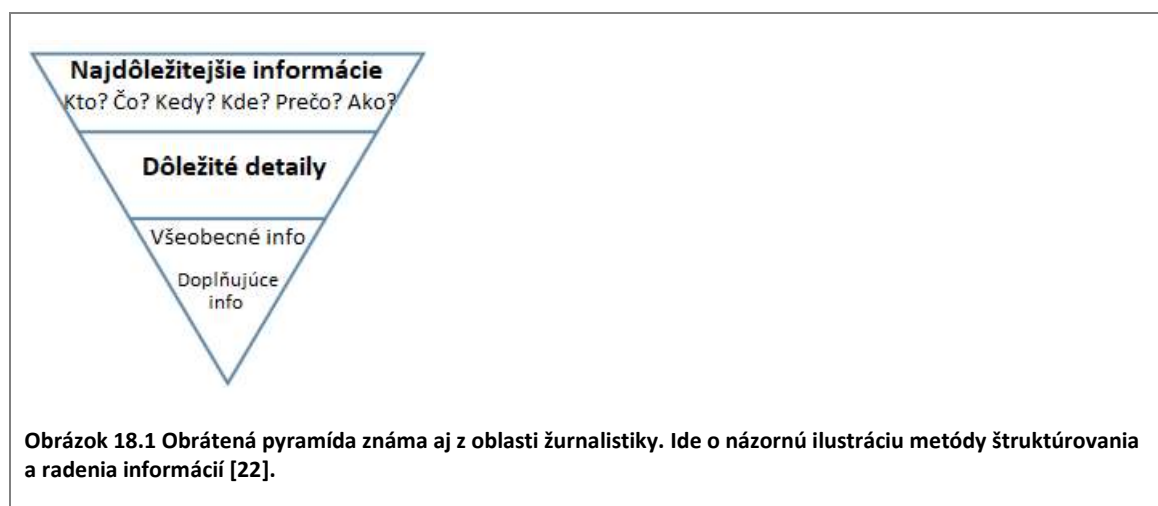 Najdôležitejšie informácie
Kto? Čo? Kedy? Kde? Prečo? Ako?
Dôležité detaily
Všeobecné info
Doplňujúce
info
Obrázok 18.1 Obrátená pyramída známa aj z oblasti žurnalistiky. Ide o názornú ilustráciu metódy štruktúrovania
a radenia informácií [22].